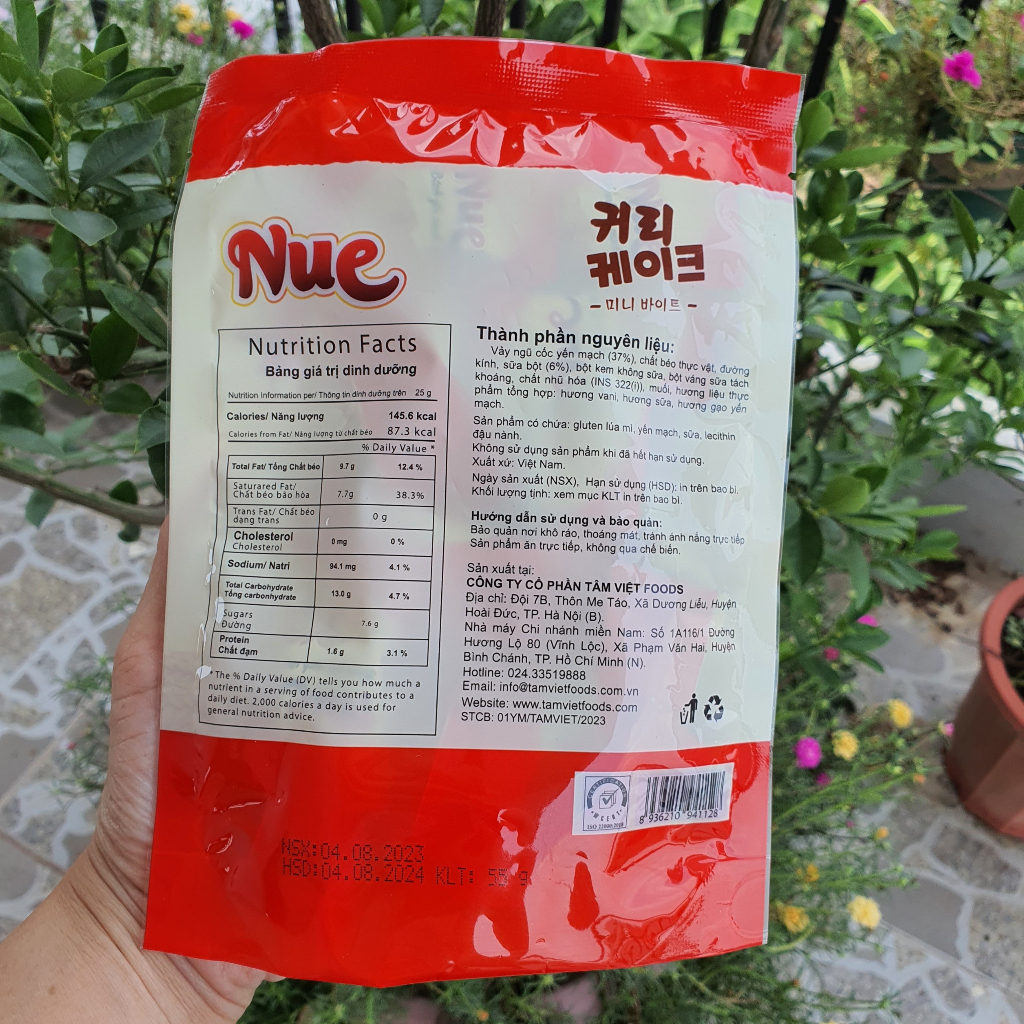 Nue
커리
케이크
- 미니 바이트 -
Nutrition Facts
Bảng giá trị dinh dưỡng
Nutrition Information per/ Thông tin dinh dưỡng trên 25 g
Calories/ Năng lượng 145.6 kcal
Calories from Fat/ Năng lượng từ chất béo 87.3 kcal
% Daily Value *
Total Fat/ Tổng Chất béo 9.7 g 12.4 %
Saturared Fat/
Chất béo bão hòa 7.7g 38.3%
Trans Fat/ Chất béo
dạng trans 0 g
Cholesterol
Cholesterol 0 mg 0 %
Sodium/ Natri 94.1 mg 4.1 %
Total Carbohydrate
Tổng carbonhydrate 13.0 g 4.7 %
Sugars
Đường 7.6 g
Protein
Chất đạm 1.6 g 3.1 %
*The % Daily Value (DV) tells you how much a
nutrient in a serving of food contributes to a
daily diet. 2,000 calories a day is used for
general nutrition advice.
Thành phần nguyên liệu:
Vảy ngũ cốc yến mạch (37%), chất béo thực vật, đường
kính, sữa bột (6%), bột kem không sữa, bột váng sữa tách
khoáng, chất nhũ hóa (INS 322(i)), muối, hương liệu thực
phẩm tổng hợp: hương vani, hương sữa, hương gạo yến
mạch.
Sản phẩm có chứa: gluten lúa mì, yến mạch, sữa, lecithin
đậu nành.
Không sử dụng sản phẩm khi đã hết hạn sử dụng.
Xuất xứ: Việt Nam.
Ngày sản xuất (NSX), Hạn sử dụng (HSD): in trên bao bì.
Khối lượng tịnh: xem mục KLT in trên bao bì.
Hướng dẫn sử dụng và bảo quản:
Bảo quản nơi khô ráo, thoáng mát, tránh ánh nắng trực tiếp
Sản phẩm ăn trực tiếp, không qua chế biến.
Sản xuất tại:
CÔNG TY CỔ PHẦN TÂM VIỆT FOODS
Địa chỉ: Đội 7B, Thôn Me Táo, Xã Dương Liễu, Huyện
Hoài Đức, TP. Hà Nội (B).
Nhà máy Chi nhánh miền Nam: Số 1A116/1 Đường
Hương Lộ 80 (Vĩnh Lộc), Xã Phạm Văn Hai, Huyện
Bình Chánh, TP. Hồ Chí Minh (N).
Hotline: 024.33519888
Email: info@tamvietfoods.com.vn
Website: www.tamvietfoods.com
STCB: 01YM/TAMVIET/2023
ISO 22000:2018
8 936210 941128
NSX:04.08.2023
HSD:04.08.2024 KLT: 55 g